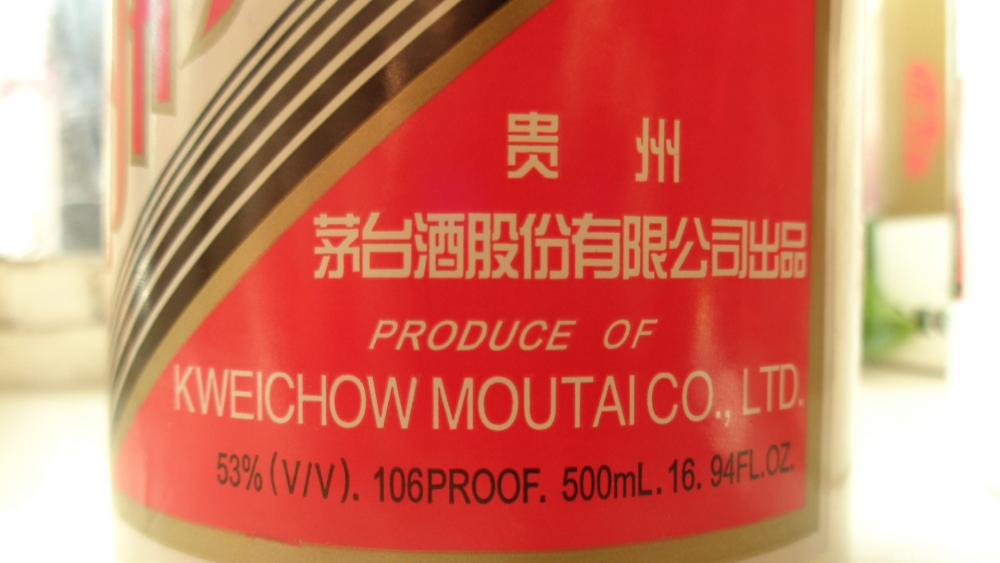 贵 州
茅台酒股份有限公司出品
PRODUCE OF
KWEICHOW MOUTAI CO., LTD.
53% (V/V). 106PROOF. 500mL. 16. 94FL.OZ.